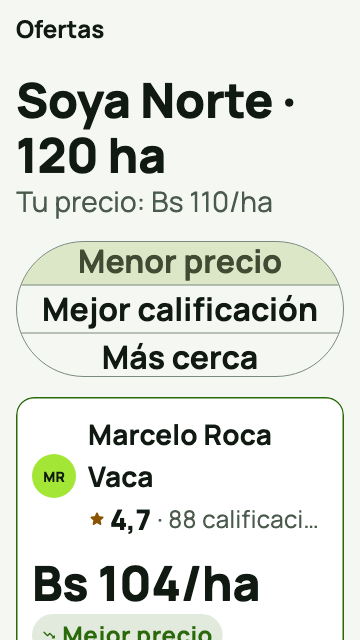 Ofertas
Soya Norte ·
120 ha
Tu precio: Bs 110/ha
Menor precio
Mejor calificación
Más cerca
Marcelo Roca
MR Vaca
4,7 · 88 calificaci...
Bs 104/ha
Mejor precio